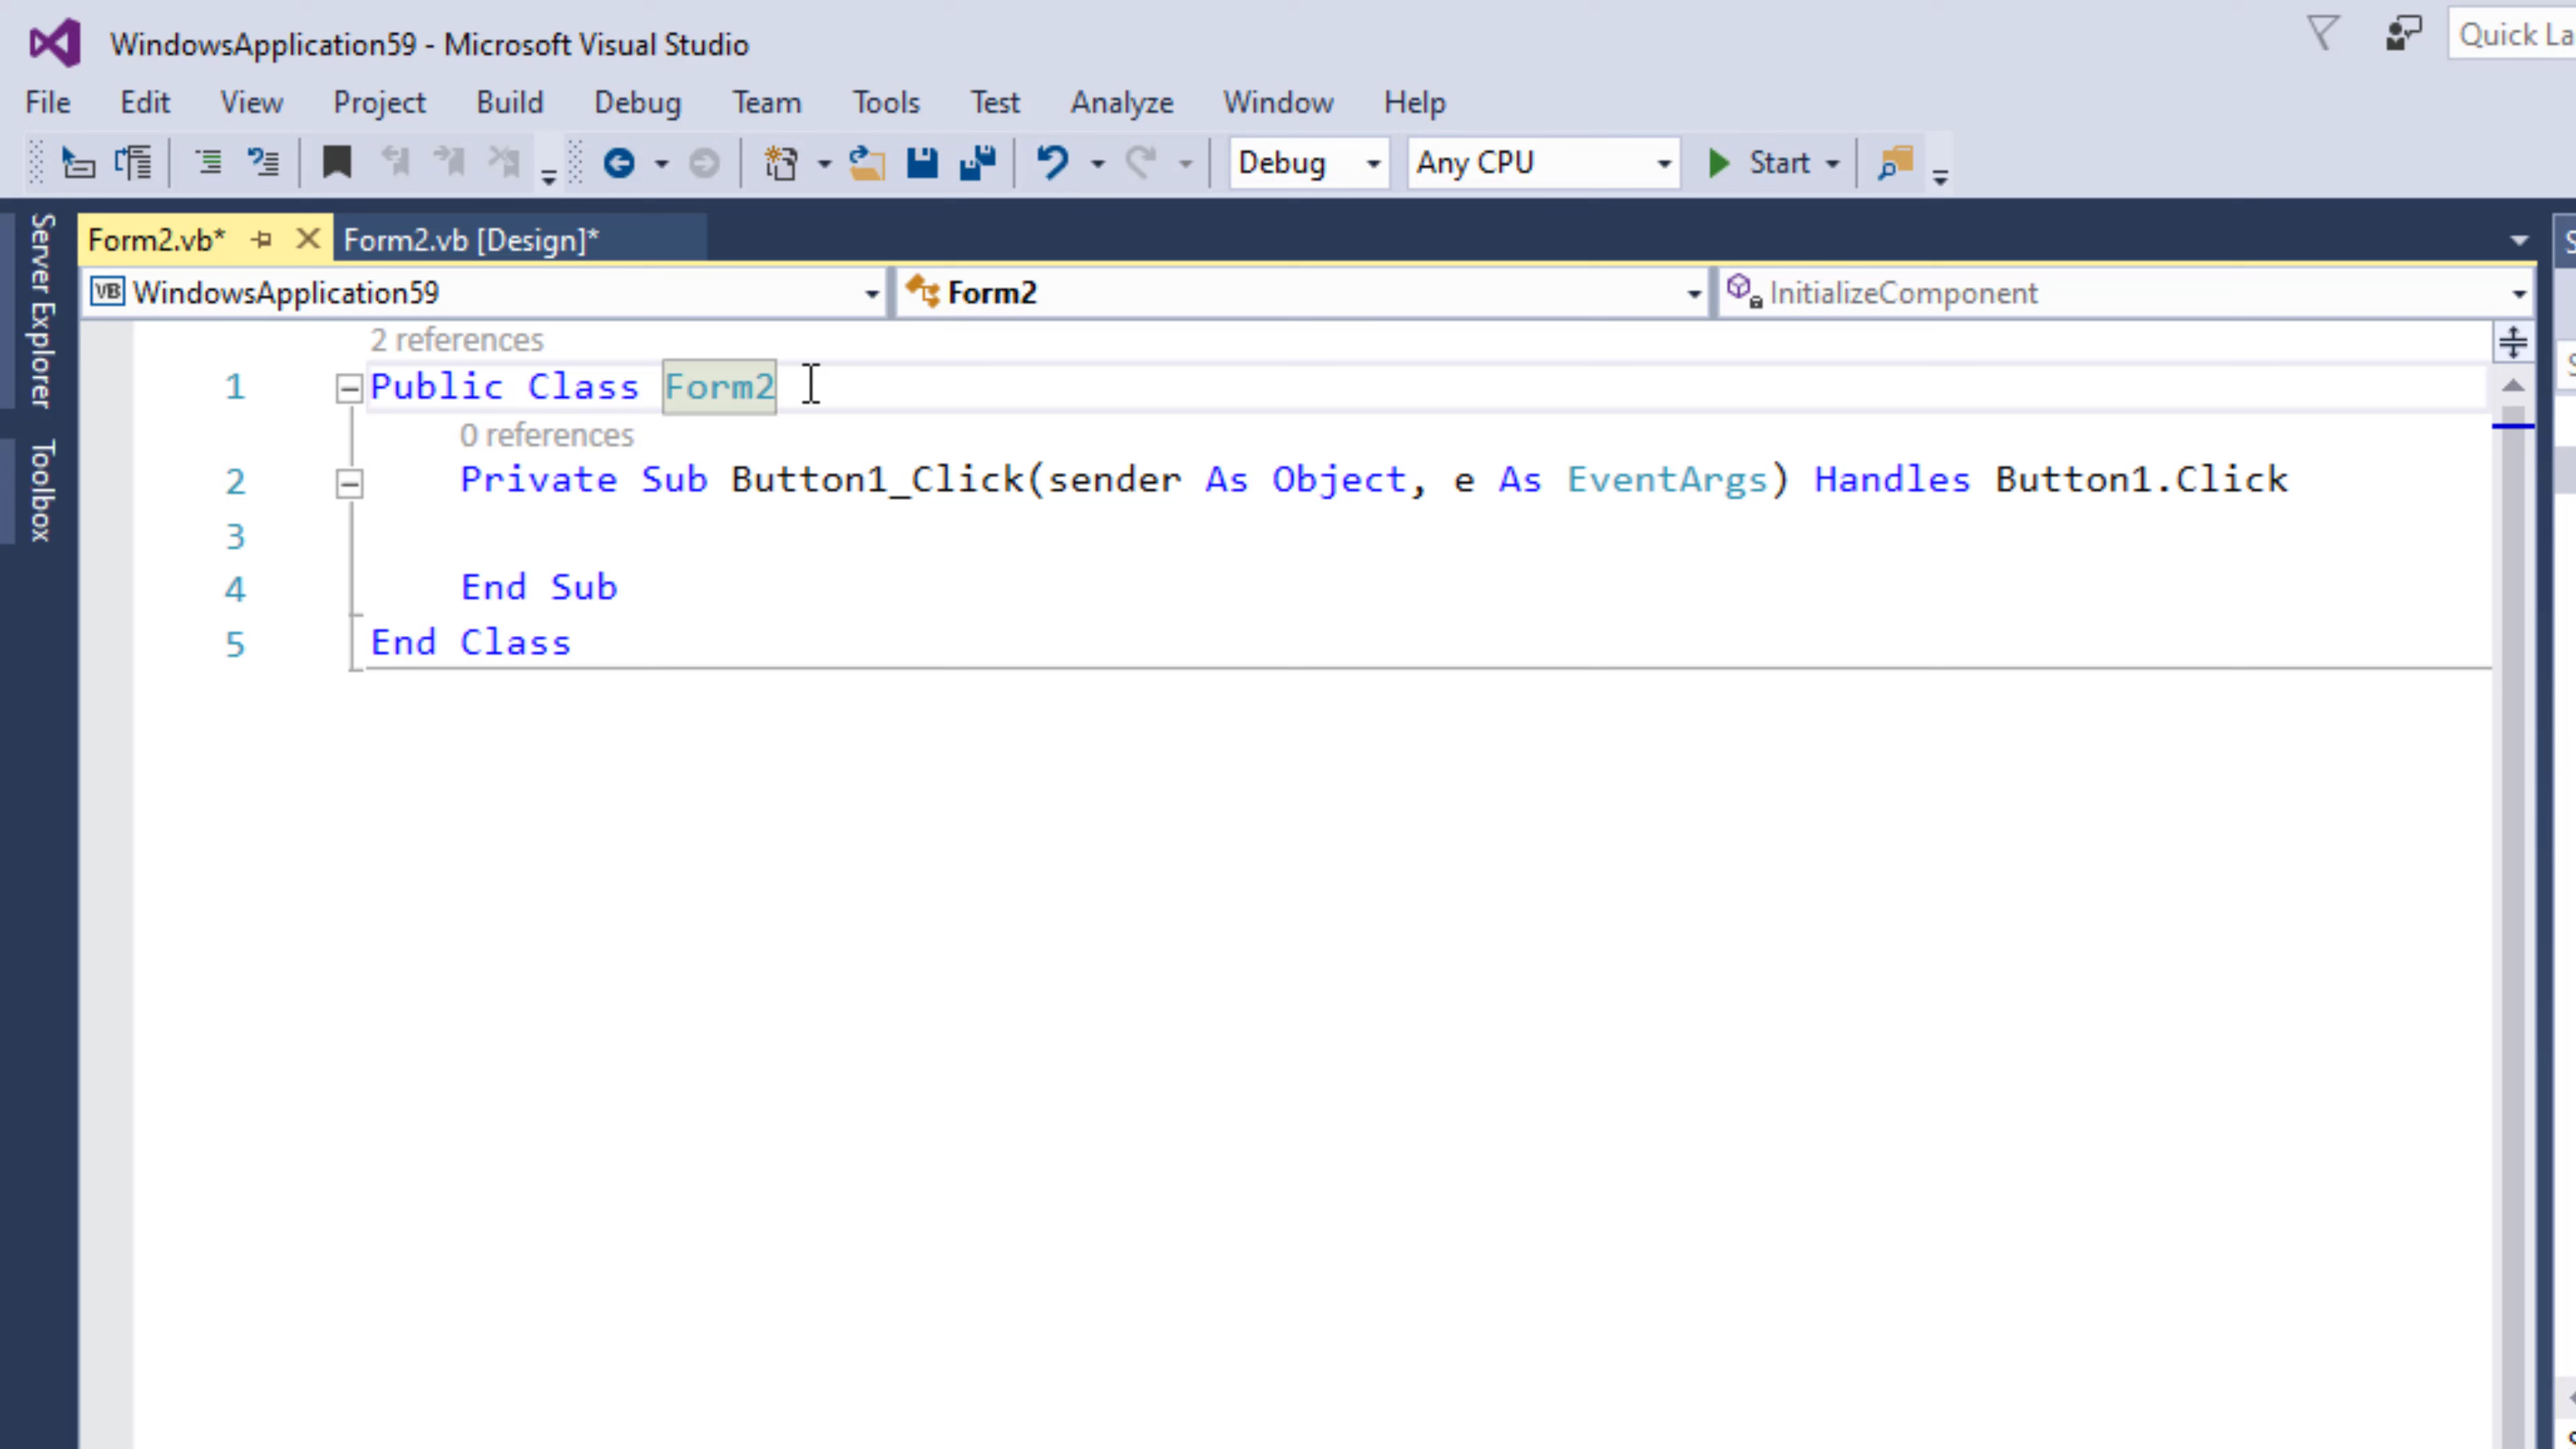 WindowsApplication59 - Microsoft Visual Studio
Quick La
File Edit View Project Build Debug Team Tools Test Analyze Window Help
Debug Any CPU Start
Server Explorer
Toolbox
Form2.vb* Form2.vb [Design]*
VB WindowsApplication59 Form2 InitializeComponent
2 references
1 Public Class Form2
0 references
2 Private Sub Button1_Click(sender As Object, e As EventArgs) Handles Button1.Click
3
4 End Sub
5 End Class